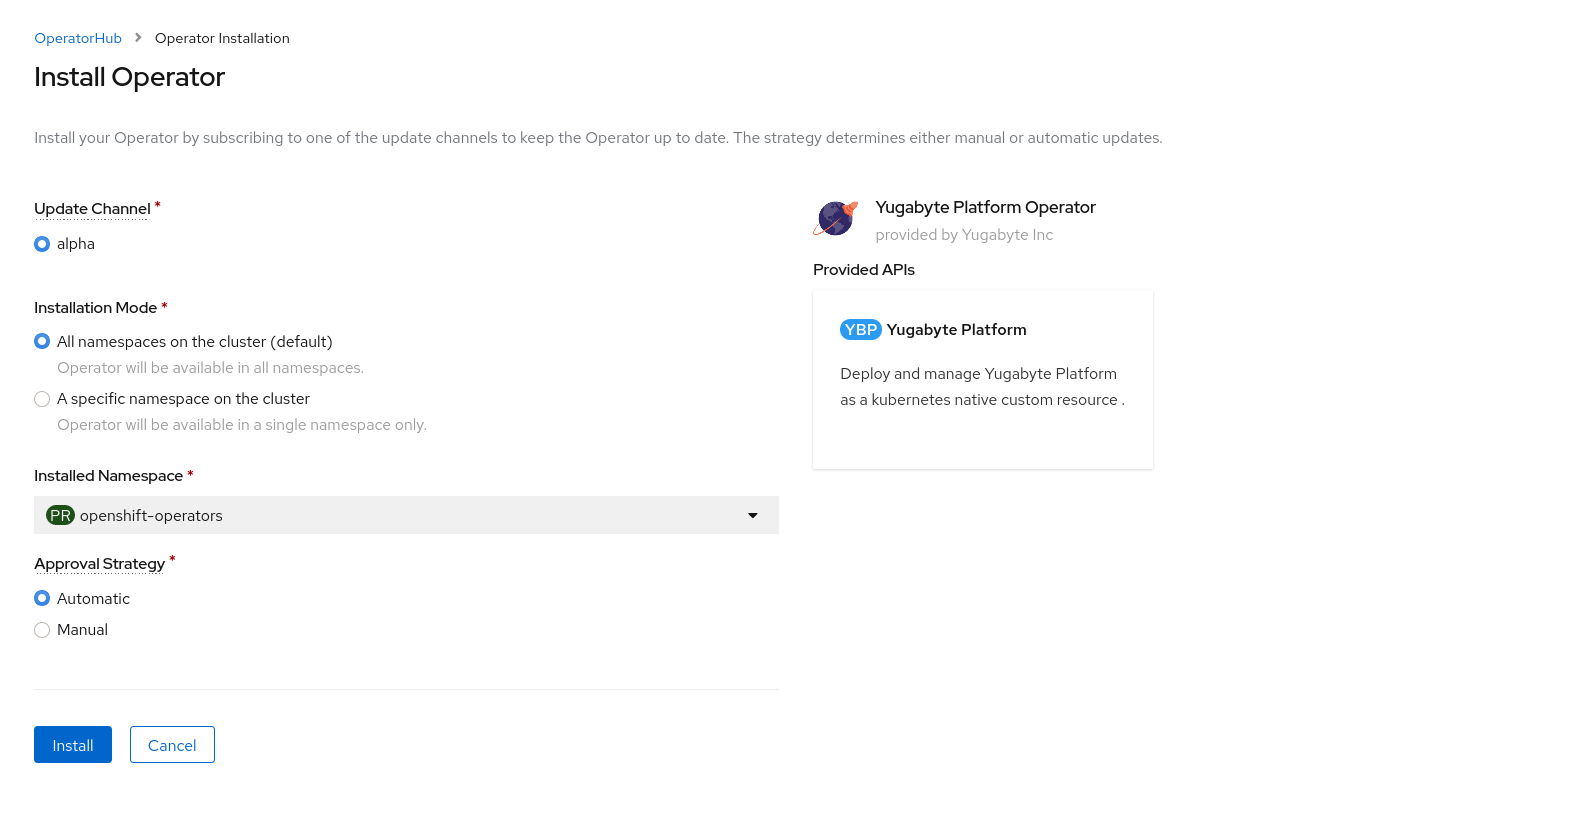 OperatorHub > Operator Installation
Install Operator
Install your Operator by subscribing to one of the update channels to keep the Operator up to date. The strategy determines either manual or automatic updates.
Update Channel *
alpha
Installation Mode *
All namespaces on the cluster (default)
Operator will be available in all namespaces.
A specific namespace on the cluster
Operator will be available in a single namespace only.
Installed Namespace *
PR openshift-operators
Approval Strategy *
Automatic
Manual
Install Cancel
Yugabyte Platform Operator
provided by Yugabyte Inc
Provided APIs
YBP Yugabyte Platform
Deploy and manage Yugabyte Platform
as a kubernetes native custom resource .